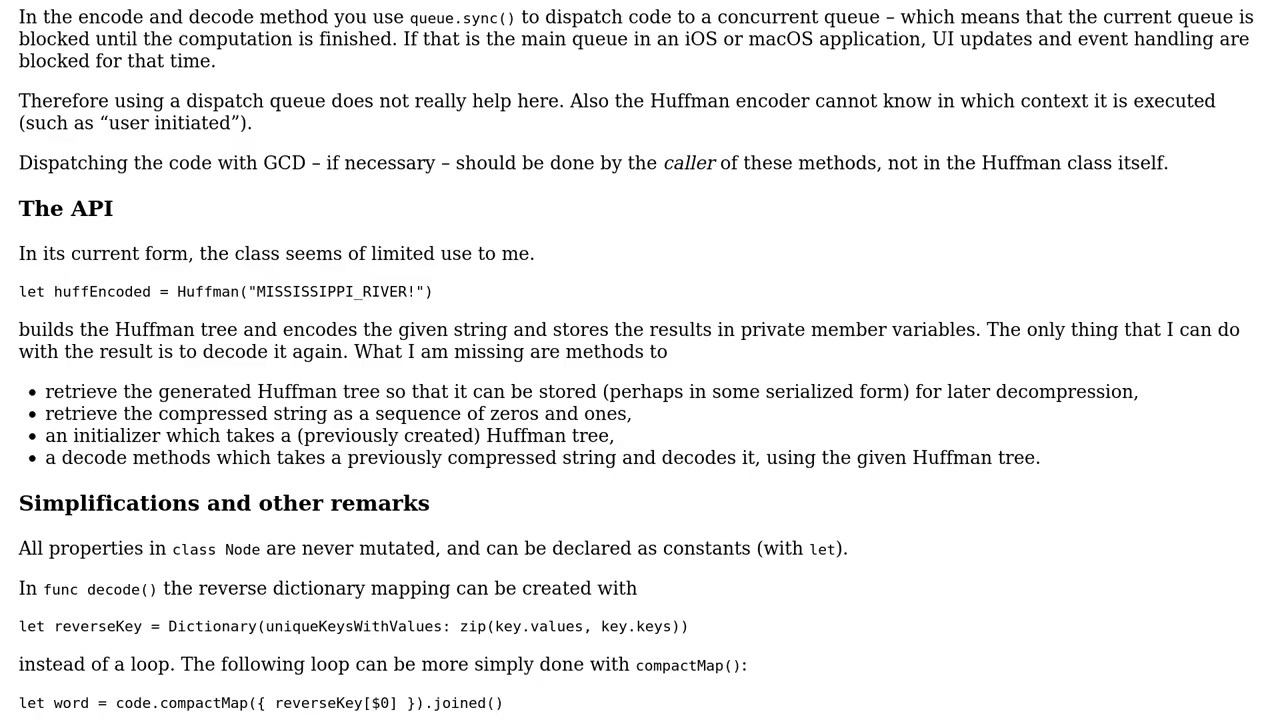 In the encode and decode method you use queue.sync() to dispatch code to a concurrent queue – which means that the current queue is
blocked until the computation is finished. If that is the main queue in an iOS or macOS application, UI updates and event handling are
blocked for that time.
Therefore using a dispatch queue does not really help here. Also the Huffman encoder cannot know in which context it is executed
(such as “user initiated”).
Dispatching the code with GCD – if necessary – should be done by the caller of these methods, not in the Huffman class itself.
The API
In its current form, the class seems of limited use to me.
let huffEncoded = Huffman("MISSISSIPPI_RIVER!")
builds the Huffman tree and encodes the given string and stores the results in private member variables. The only thing that I can do
with the result is to decode it again. What I am missing are methods to
• retrieve the generated Huffman tree so that it can be stored (perhaps in some serialized form) for later decompression,
• retrieve the compressed string as a sequence of zeros and ones,
• an initializer which takes a (previously created) Huffman tree,
• a decode methods which takes a previously compressed string and decodes it, using the given Huffman tree.
Simplifications and other remarks
All properties in class Node are never mutated, and can be declared as constants (with let).
In func decode() the reverse dictionary mapping can be created with
let reverseKey = Dictionary(uniqueKeysWithValues: zip(key.values, key.keys))
instead of a loop. The following loop can be more simply done with compactMap():
let word = code.compactMap({ reverseKey[$0] }).joined()